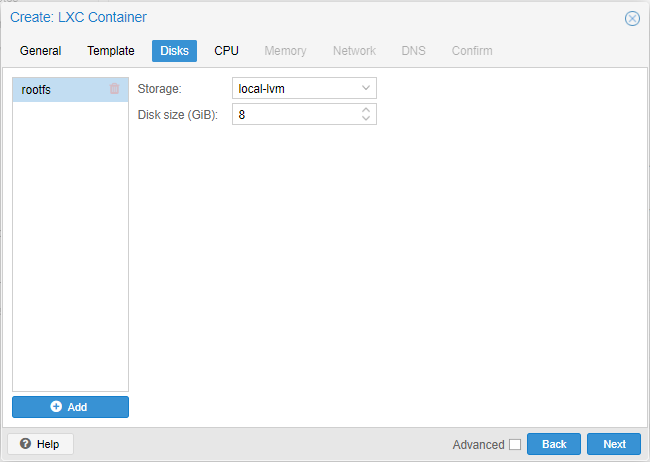 Create: LXC Container
General Template Disks CPU Memory Network DNS Confirm
rootfs
Storage: local-lvm
Disk size (GiB): 8
Add
Help Advanced Back Next